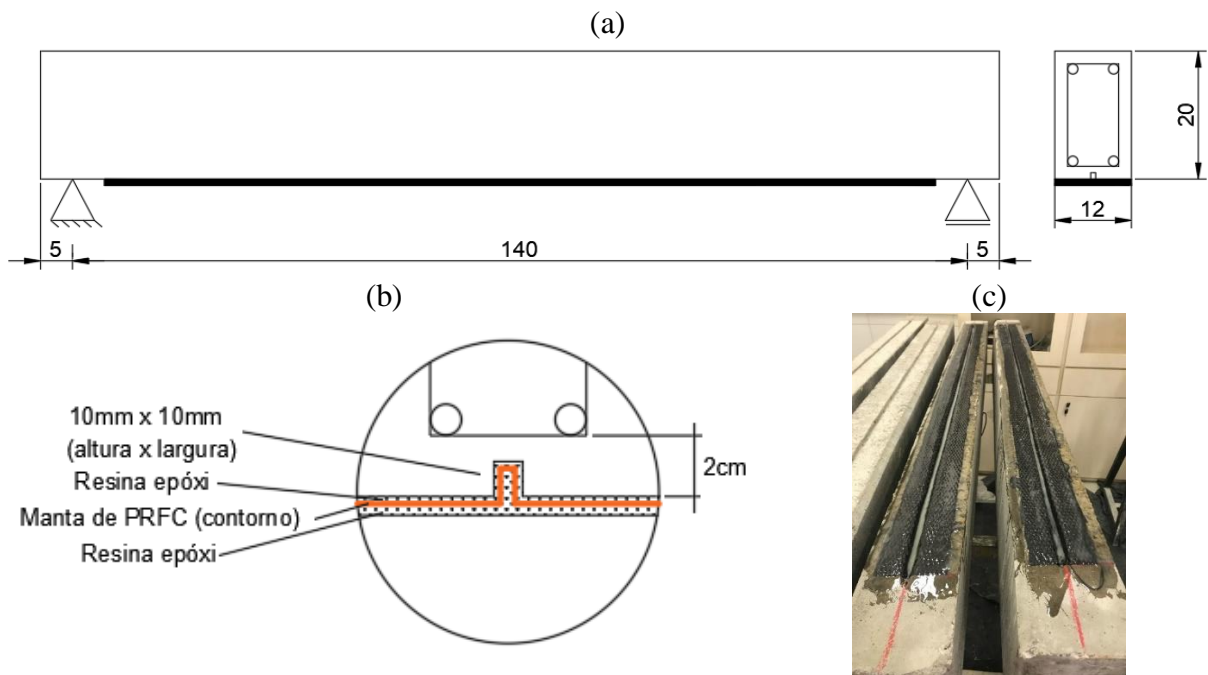 (a)
20
12
5
140
5
(b)
(c)
10mm x 10mm
(altura x largura)
Resina epóxi
Manta de PRFC (contorno)
Resina epóxi
2cm